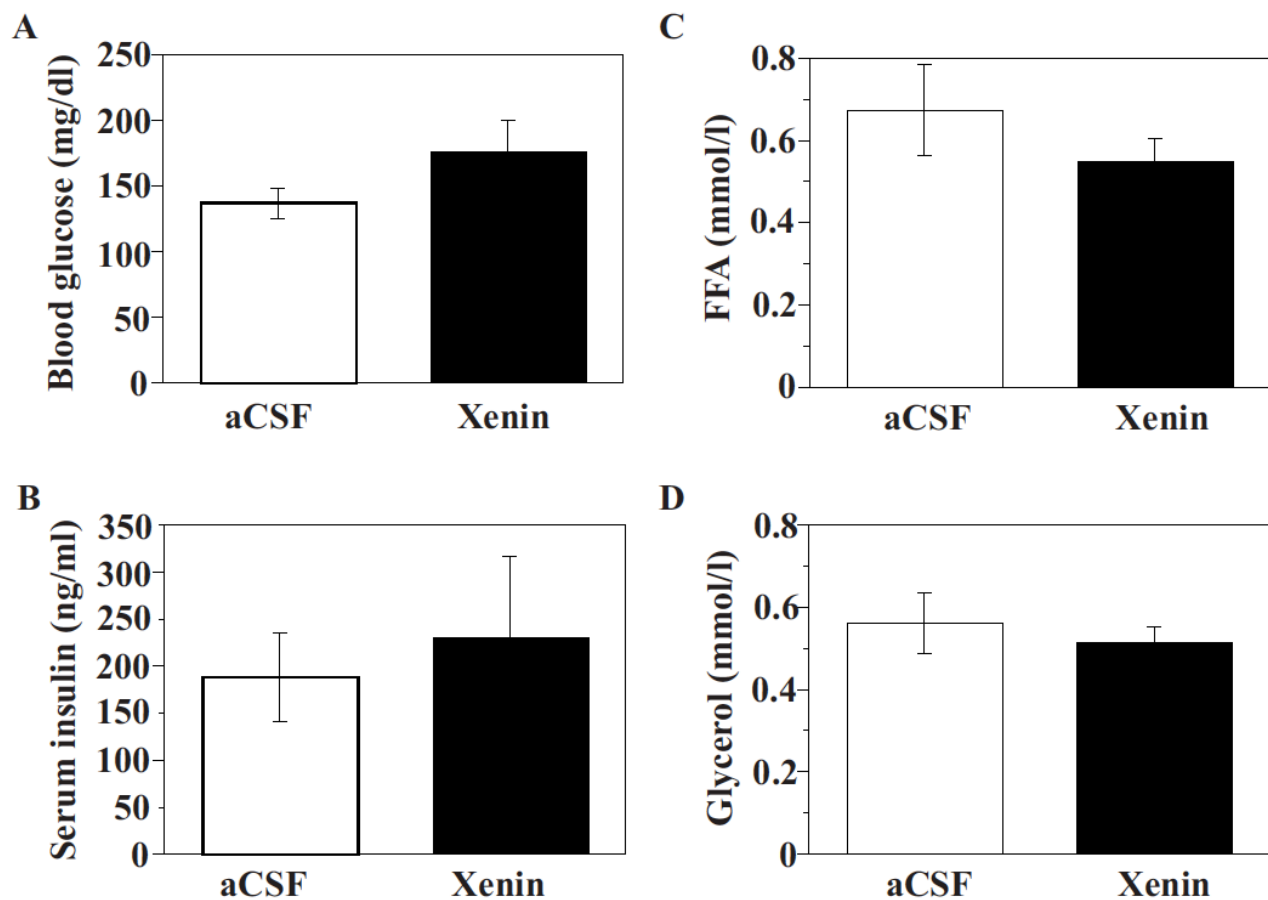 A
Blood glucose (mg/dl)
250
200
150
100
50
0
aCSF Xenin
C
FFA (mmol/l)
0.8
0.6
0.4
0.2
0
aCSF Xenin
B
Serum insulin (ng/ml)
350
300
250
200
150
100
50
0
aCSF Xenin
D
Glycerol (mmol/l)
0.8
0.6
0.4
0.2
0
aCSF Xenin